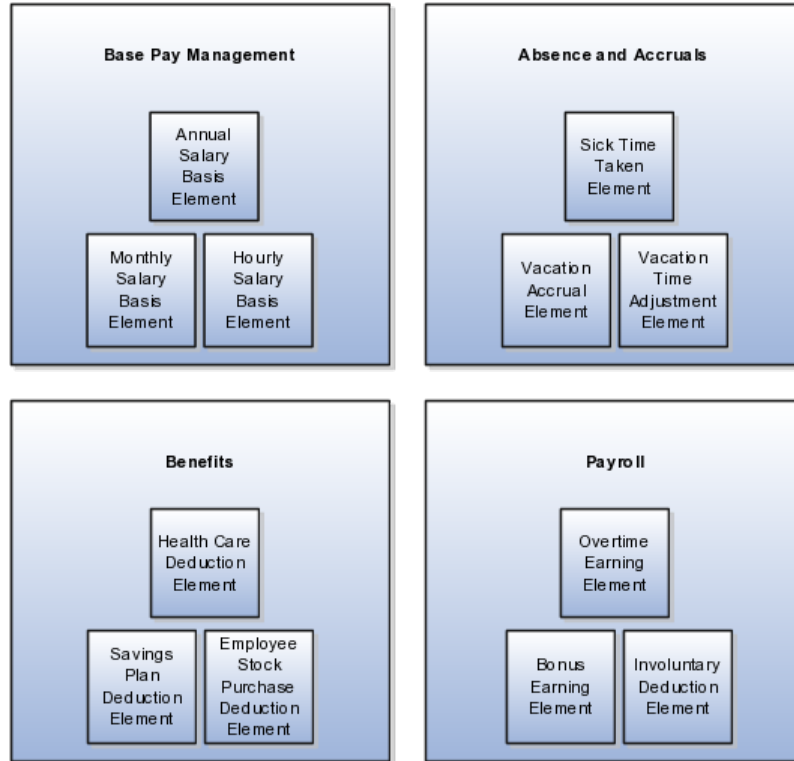 Base Pay Management
Annual
Salary
Basis
Element
Monthly
Salary
Basis
Element
Hourly
Salary
Basis
Element
Absence and Accruals
Sick Time
Taken
Element
Vacation
Accrual
Element
Vacation
Time
Adjustment
Element
Benefits
Health Care
Deduction
Element
Savings
Plan
Deduction
Element
Employee
Stock
Purchase
Deduction
Element
Payroll
Overtime
Earning
Element
Bonus
Earning
Element
Involuntary
Deduction
Element